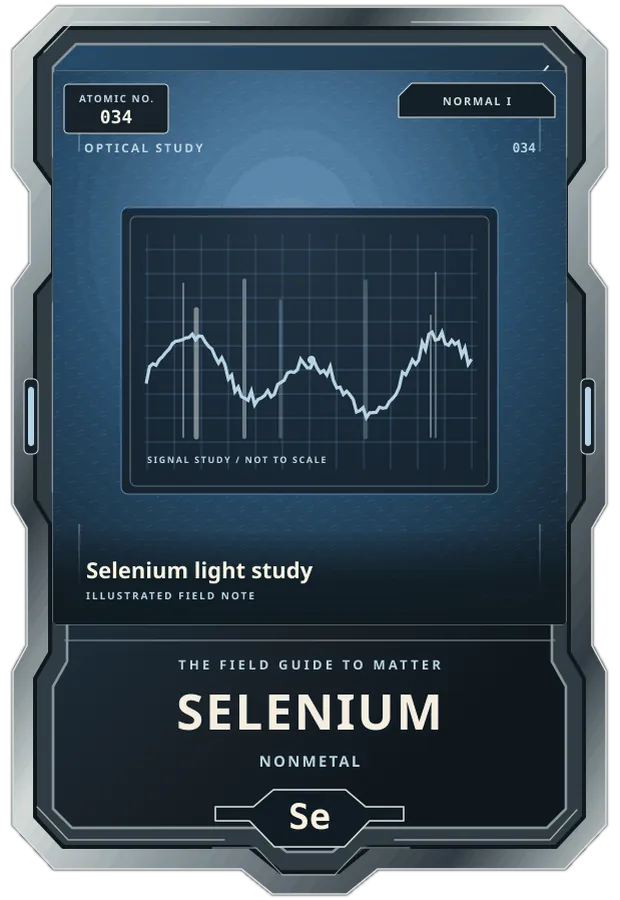 ATOMIC NO.
034
NORMAL I
OPTICAL STUDY
034
SIGNAL STUDY / NOT TO SCALE
Selenium light study
ILLUSTRATED FIELD NOTE
THE FIELD GUIDE TO MATTER
SELENIUM
NONMETAL
Se